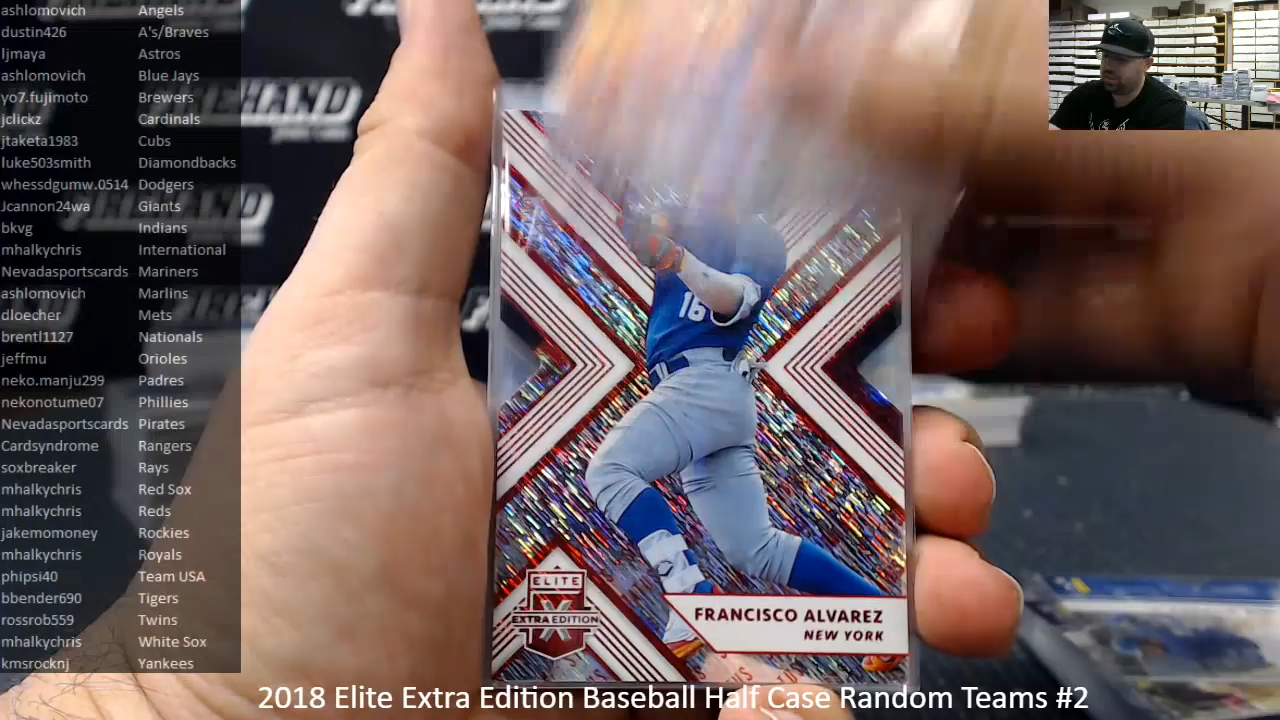 ashlomovich Angels
dustin426 A's/Braves
ljmaya Astros
ashlomovich Blue Jays
yo7.fujimoto Brewers
jclickz Cardinals
jtaketa1983 Cubs
luke503smith Diamondbacks
whessdgumw.0514 Dodgers
Jcannon24wa Giants
bkvg Indians
mhalkychris International
Nevadasportscards Mariners
ashlomovich Marlins
dloecher Mets
brentl1127 Nationals
jeffmu Orioles
neko.manju299 Padres
nekonotume07 Phillies
Nevadasportscards Pirates
Cardsyndrome Rangers
soxbreaker Rays
mhalkychris Red Sox
mhalkychris Reds
jakemomoney Rockies
mhalkychris Royals
phipsi40 Team USA
bbender690 Tigers
rossrob559 Twins
mhalkychris White Sox
kmsrocknj Yankees
16
ELITE
X
EXTRA EDITION
FRANCISCO ALVAREZ
NEW YORK
2018 Elite Extra Edition Baseball Half Case Random Teams #2